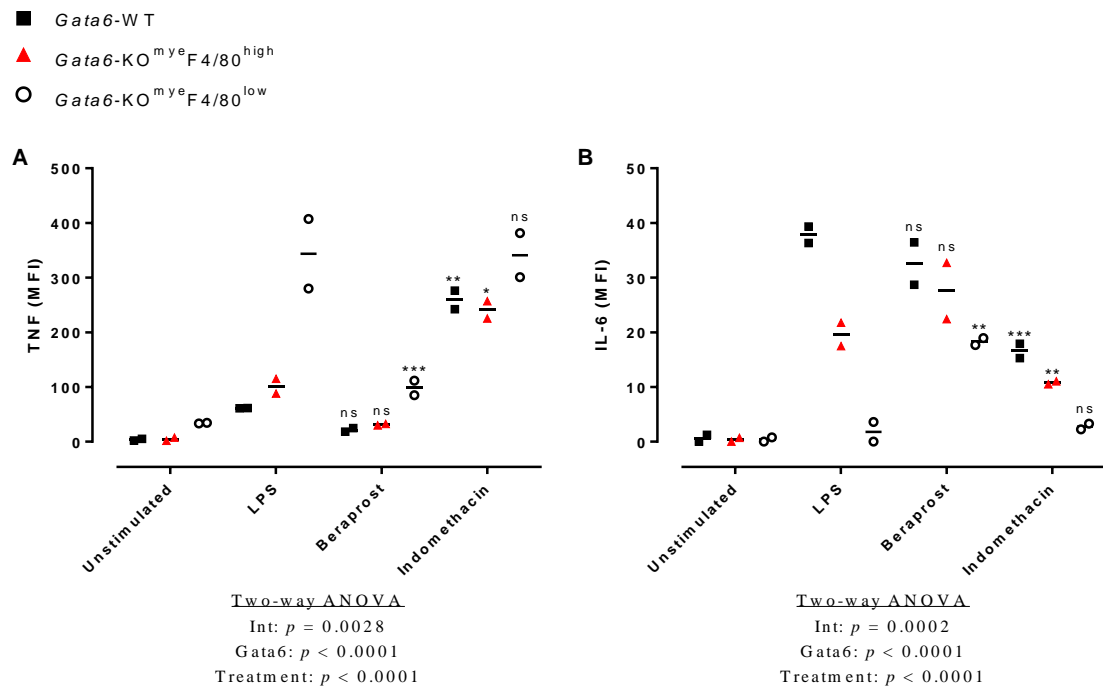 Gata6-WT
Gata6-KO^mye F4/80^high
Gata6-KO^mye F4/80^low
A
500
400
300
200
100
0
TNF (MFI)
ns
ns
***
**
*
ns
Unstimulated
LPS
Beraprost
Indomethacin
Two-way ANOVA
Int: p = 0.0028
Gata6: p < 0.0001
Treatment: p < 0.0001
B
50
40
30
20
10
0
IL-6 (MFI)
ns
ns
**
***
**
ns
Unstimulated
LPS
Beraprost
Indomethacin
Two-way ANOVA
Int: p = 0.0002
Gata6: p < 0.0001
Treatment: p < 0.0001